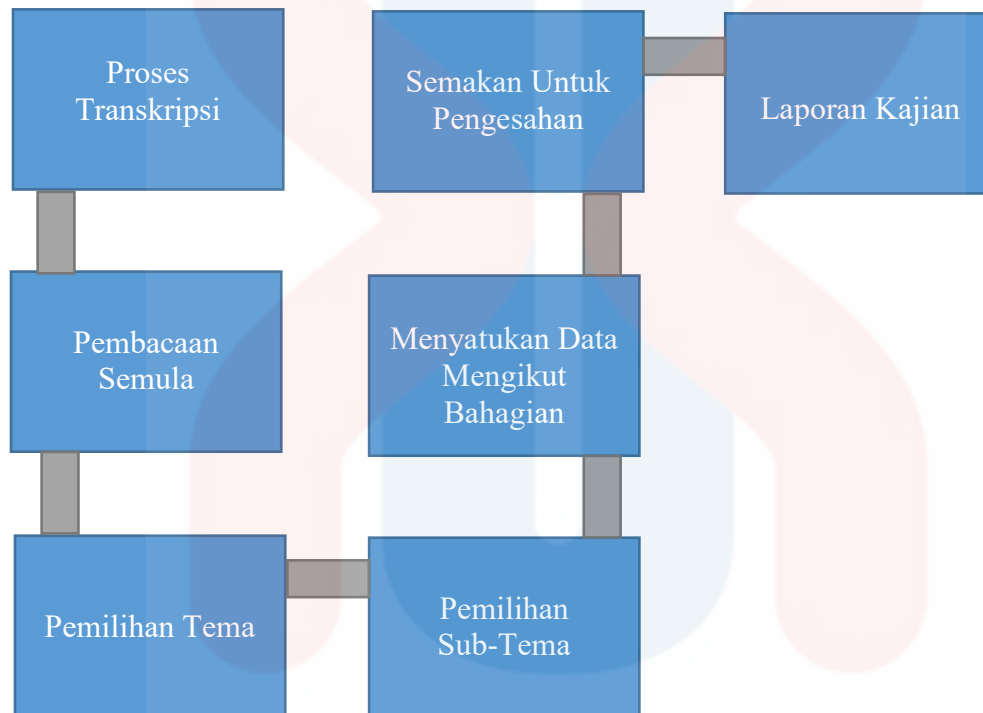 Proses
Transkripsi
Pembacaan
Semula
Pemilihan Tema
Pemilihan
Sub-Tema
Menyatukan Data
Mengikut
Bahagian
Semakan Untuk
Pengesahan
Laporan Kajian